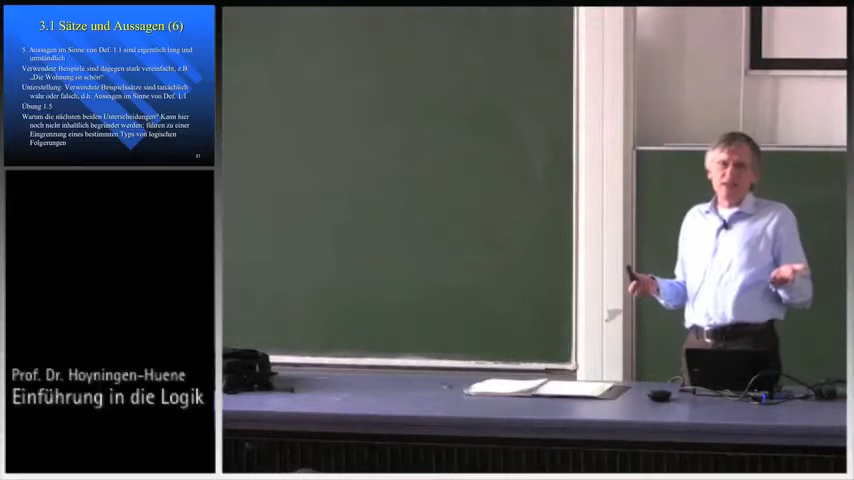 3.1 Sätze und Aussagen (6)
5. Aussagen im Sinne von Def. 1.1 sind eigentlich lang und
umständlich
Verwendete Beispiele sind dagegen stark vereinfacht, z.B.
„Die Wohnung ist schön“
Unterstellung: Verwendete Beispielssätze sind tatsächlich
wahr oder falsch, d.h. Aussagen im Sinne von Def. 1.1
Übung 1.5
Warum die nächsten beiden Unterscheidungen? Kann hier
noch nicht inhaltlich begründet werden: führen zu einer
Eingrenzung eines bestimmten Typs von logischen
Folgerungen
21
Prof. Dr. Hoyningen-Huene
Einführung in die Logik